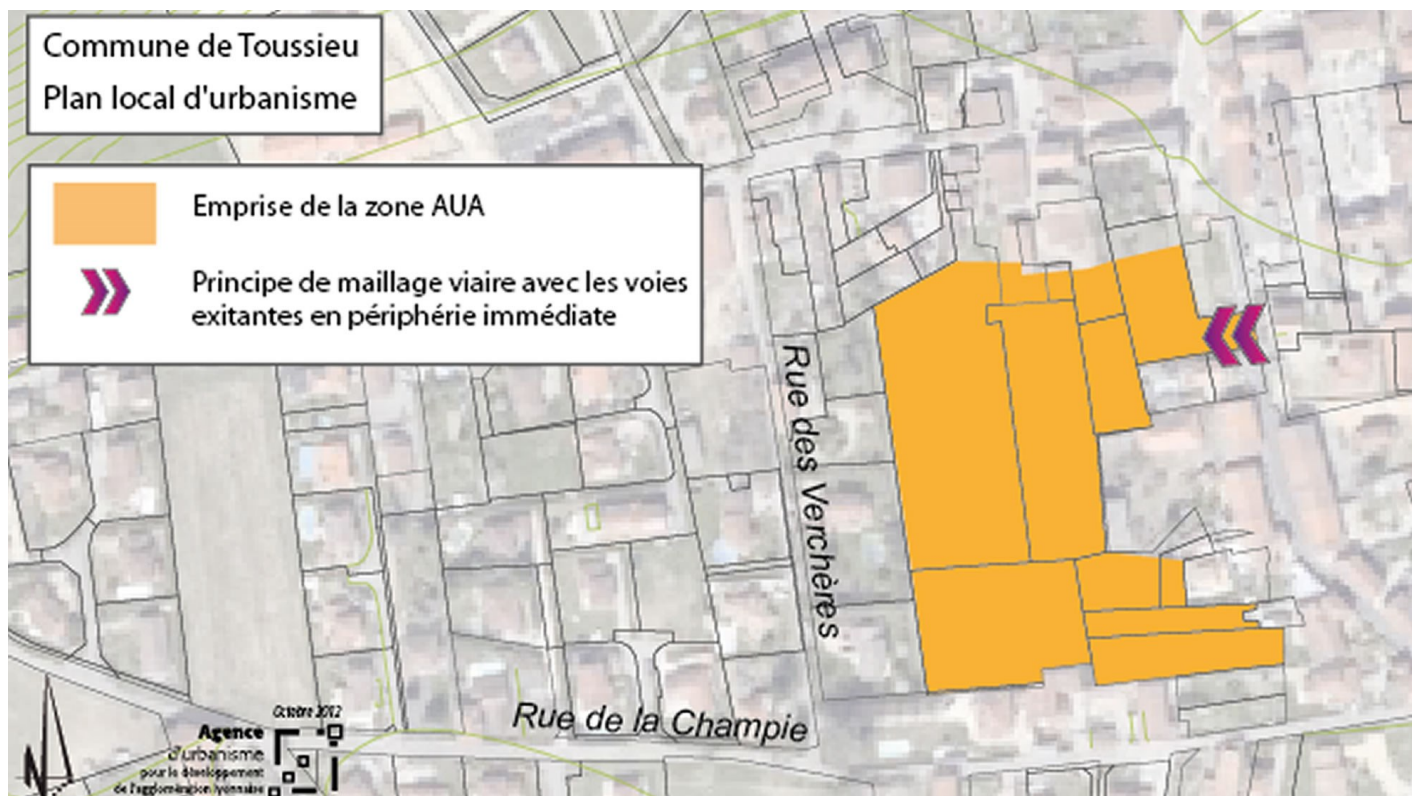 Commune de Toussieu
Plan local d'urbanisme
Emprise de la zone AUA
Principe de maillage viaire avec les voies
exitantes en périphérie immédiate
Rue des Verchères
Rue de la Champie
Octobre 2012
Agence
d'urbanisme
pour le développement
de l'agglomération lyonnaise
N